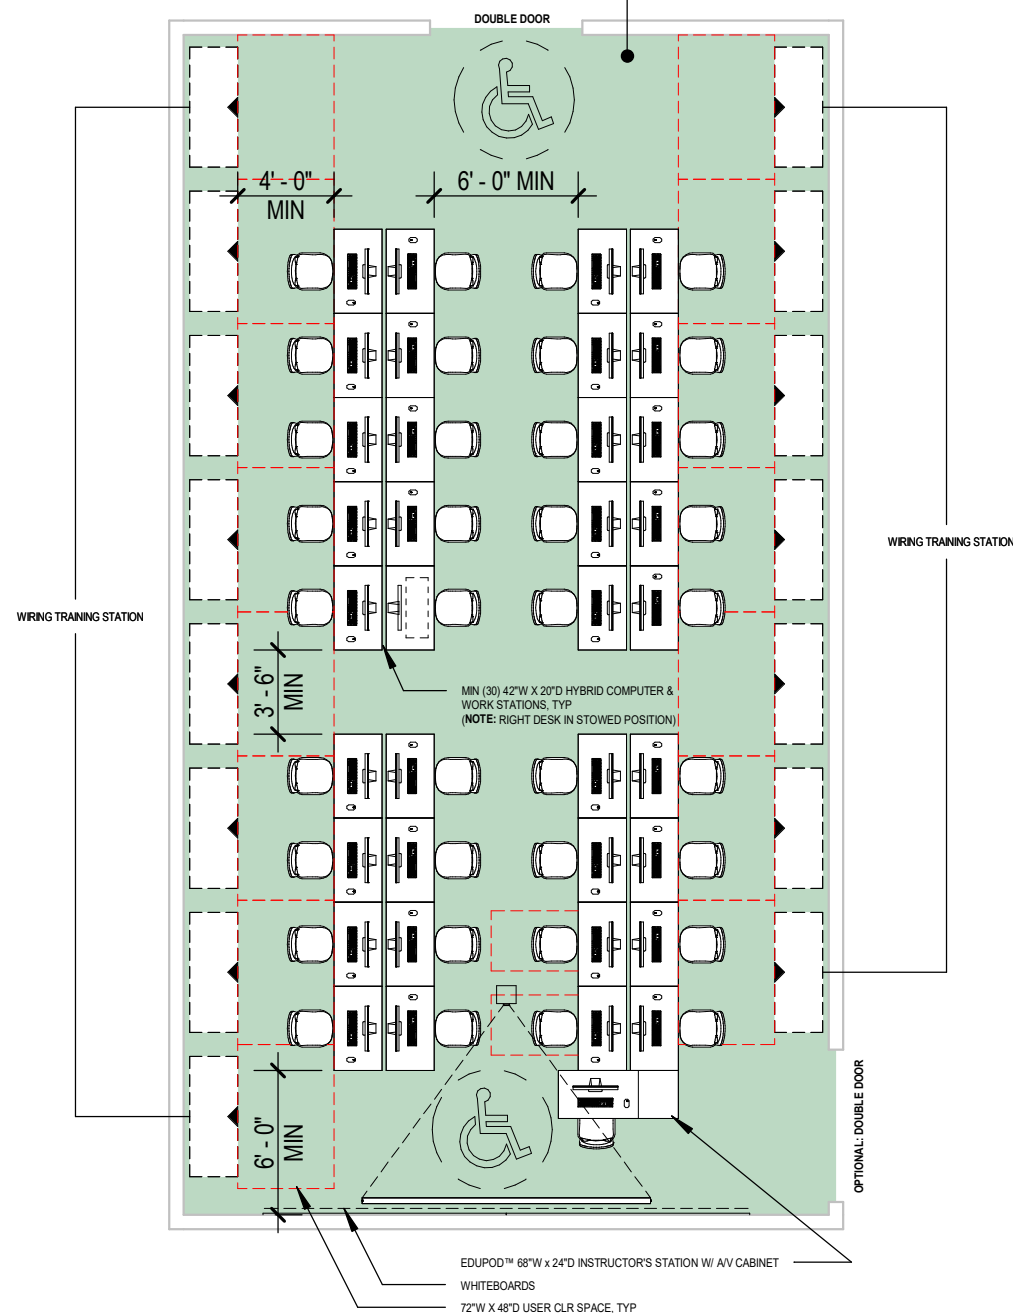 DOUBLE DOOR
4' - 0"
MIN
6' - 0" MIN
WIRING TRAINING STATION
WIRING TRAINING STATION
3' - 6"
MIN
MIN (30) 42"W X 20"D HYBRID COMPUTER &
WORK STATIONS, TYP
(NOTE: RIGHT DESK IN STOWED POSITION)
6' - 0"
MIN
OPTIONAL: DOUBLE DOOR
EDUPOD™ 68"W x 24"D INSTRUCTOR'S STATION W/ A/V CABINET
WHITEBOARDS
72"W X 48"D USER CLR SPACE, TYP